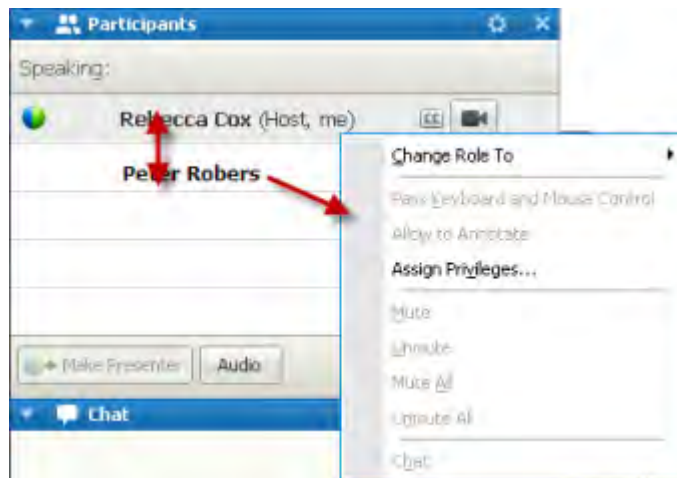 Participants
Speaking:
Rebecca Cox (Host, me)
CC
Peter Robers
Change Role To
Pass Keyboard and Mouse Control
Allow to Annotate
Assign Privileges...
Mute
Unmute
Mute All
Unmute All
Chat
Make Presenter
Audio
Chat